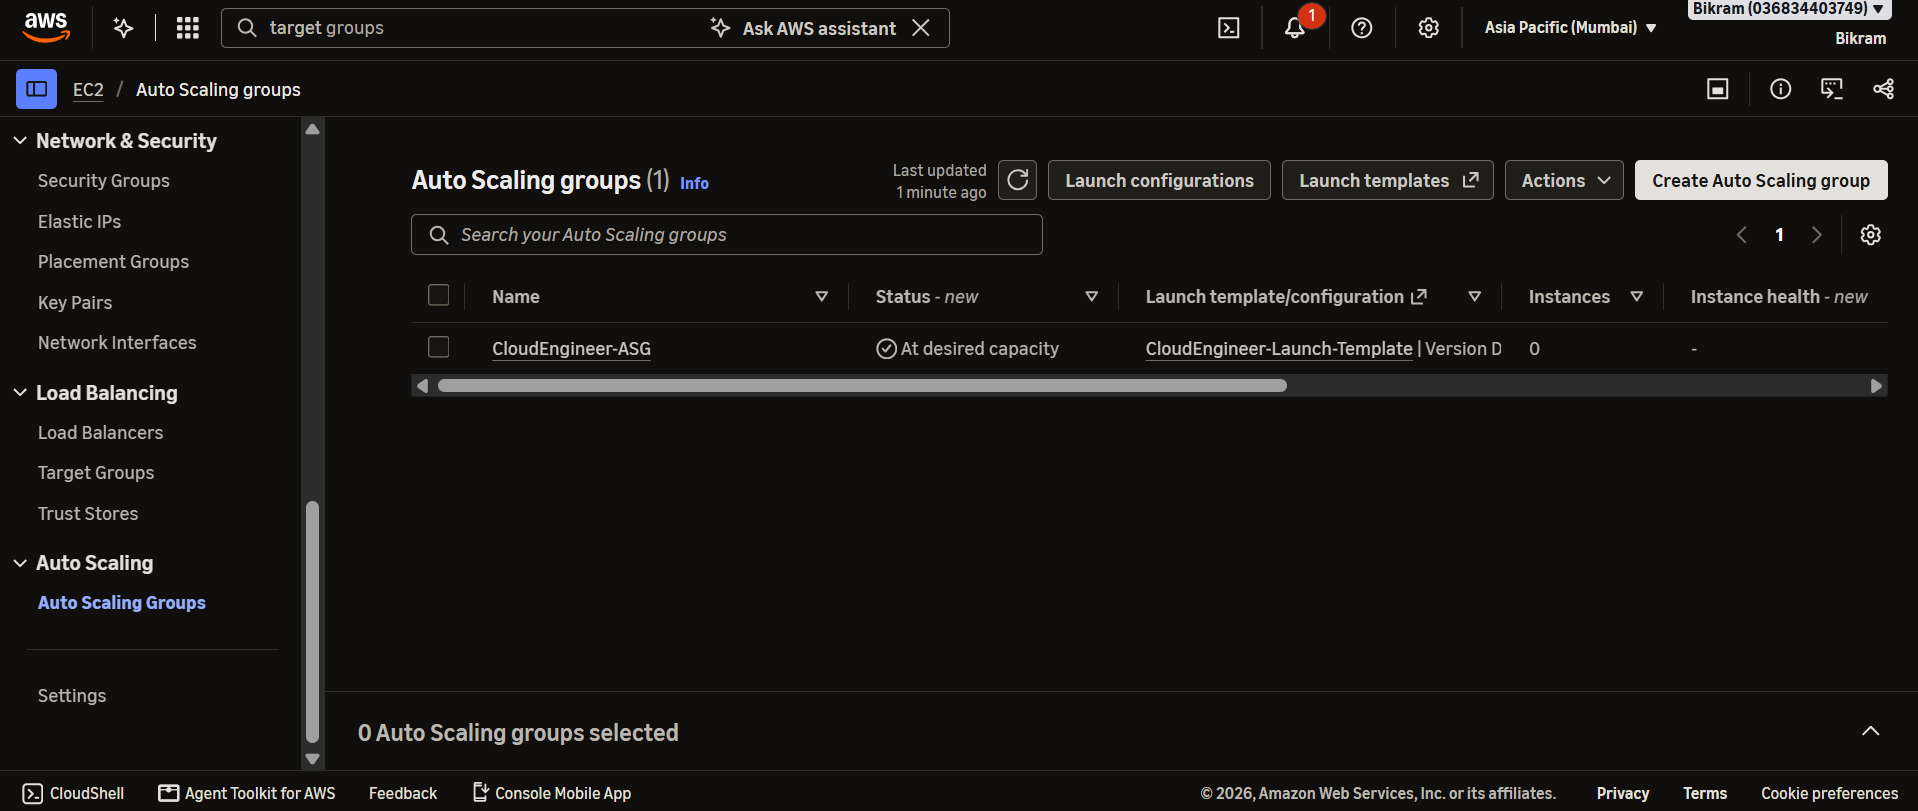 aws
target groups
Ask AWS assistant
1
Asia Pacific (Mumbai)
Bikram (036834403749)
Bikram
EC2 / Auto Scaling groups
Network & Security
Security Groups
Elastic IPs
Placement Groups
Key Pairs
Network Interfaces
Load Balancing
Load Balancers
Target Groups
Trust Stores
Auto Scaling
Auto Scaling Groups
Settings
Auto Scaling groups (1) Info
Last updated
1 minute ago
Launch configurations
Launch templates
Actions
Create Auto Scaling group
Search your Auto Scaling groups
1
Name Status - new Launch template/configuration Instances Instance health - new
CloudEngineer-ASG At desired capacity CloudEngineer-Launch-Template | Version D 0 -
0 Auto Scaling groups selected
CloudShell Agent Toolkit for AWS Feedback Console Mobile App © 2026, Amazon Web Services, Inc. or its affiliates. Privacy Terms Cookie preferences